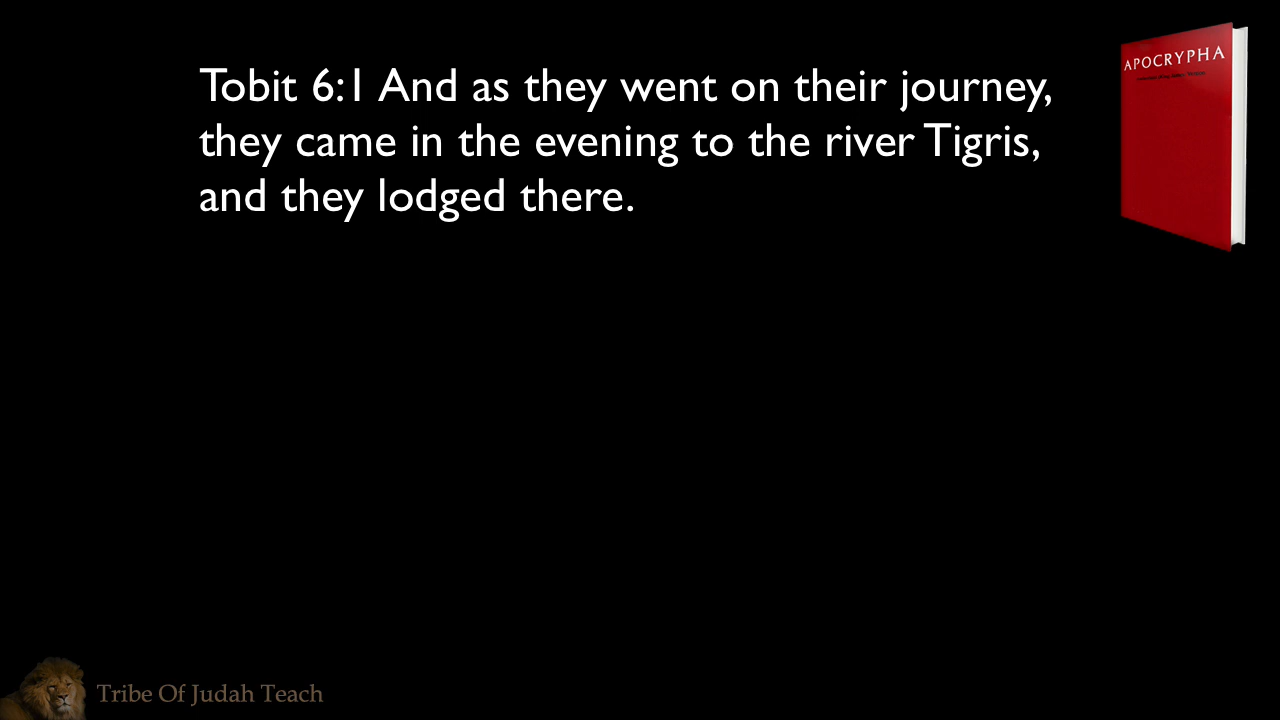 Tobit 6:1 And as they went on their journey,
they came in the evening to the river Tigris,
and they lodged there.
APOCRYPHA
Tribe Of Judah Teach